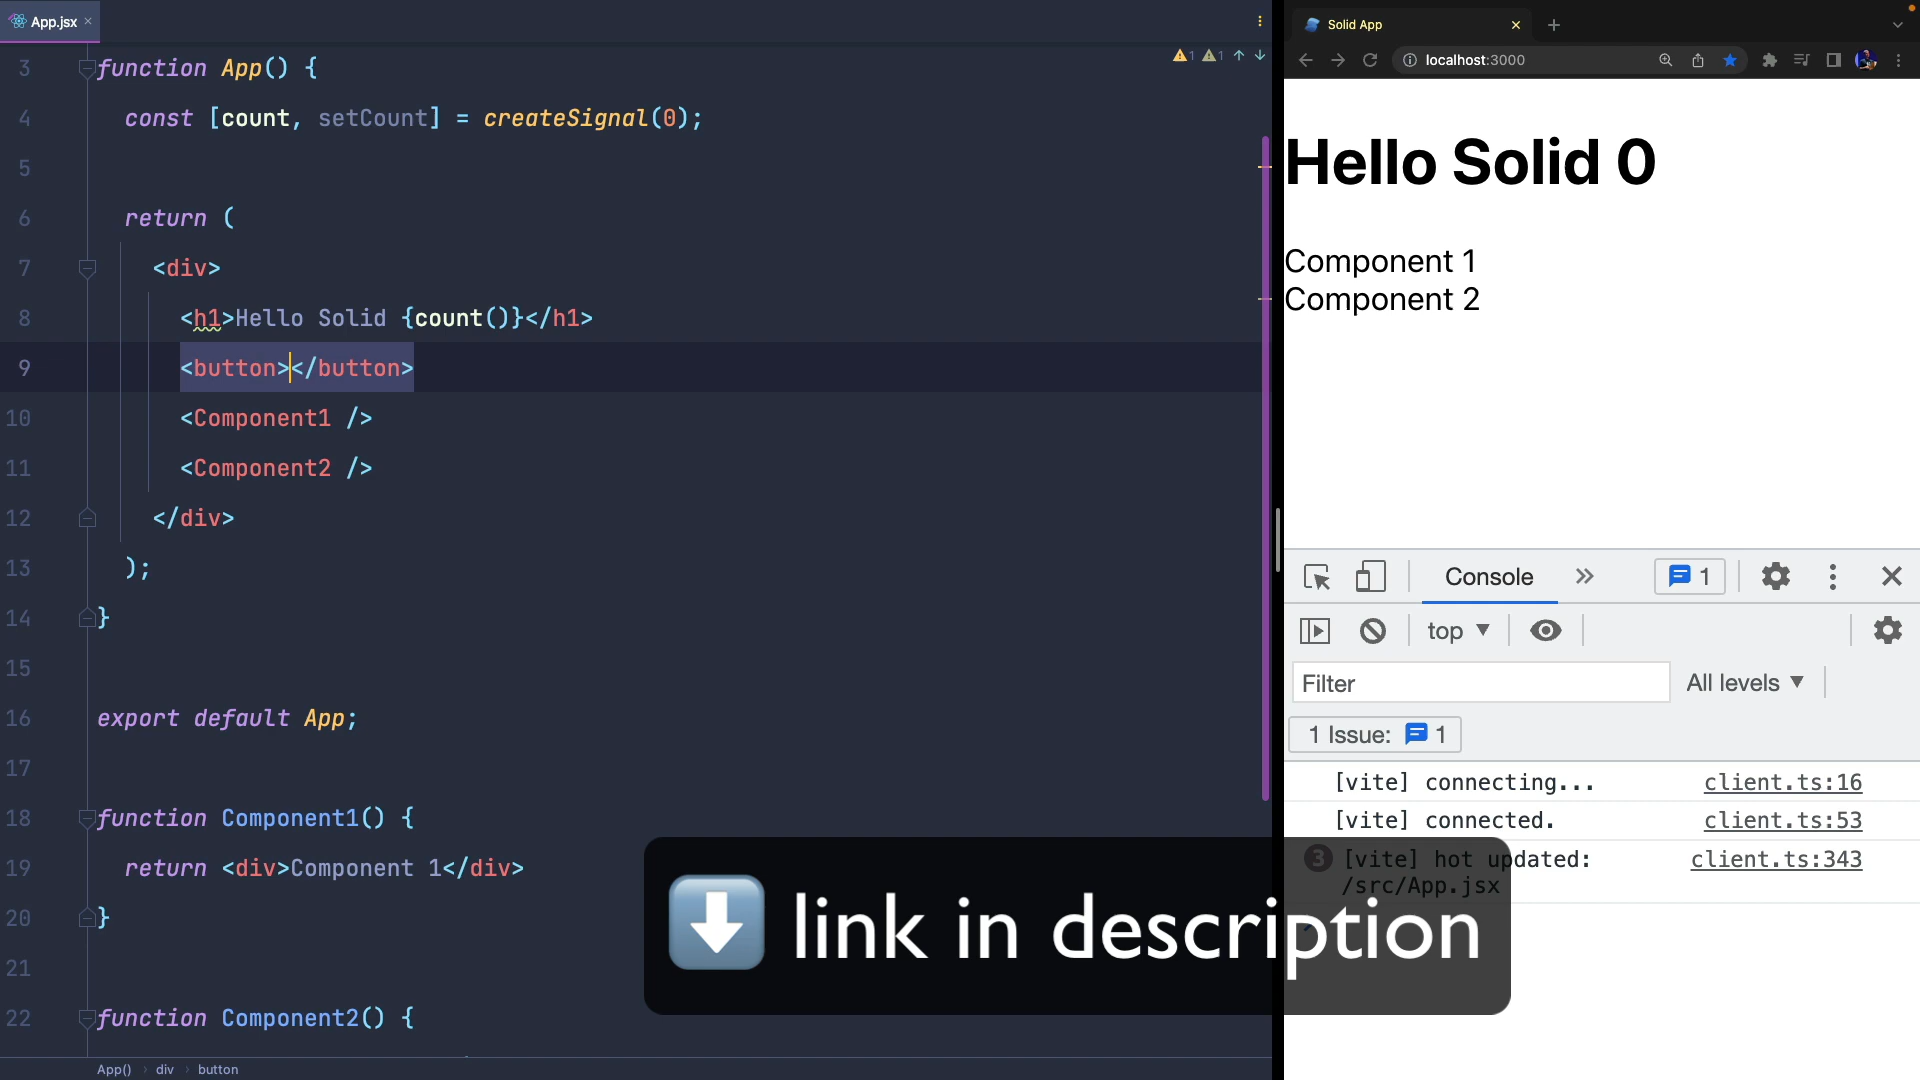 App.jsx
1 1
3 function App() {
4 const [count, setCount] = createSignal(0);
5
6 return (
7 <div>
8 <h1>Hello Solid {count()}</h1>
9 <button></button>
10 <Component1 />
11 <Component2 />
12 </div>
13 );
14 }
15
16 export default App;
17
18 function Component1() {
19 return <div>Component 1</div>
20 }
21
22 function Component2() {
App() › div › button
Solid App
localhost:3000
Hello Solid 0
Component 1
Component 2
Console
1
top
Filter
All levels
1 Issue: 1
[vite] connecting... client.ts:16
[vite] connected. client.ts:53
3 [vite] hot updated: client.ts:343
/src/App.jsx
link in description